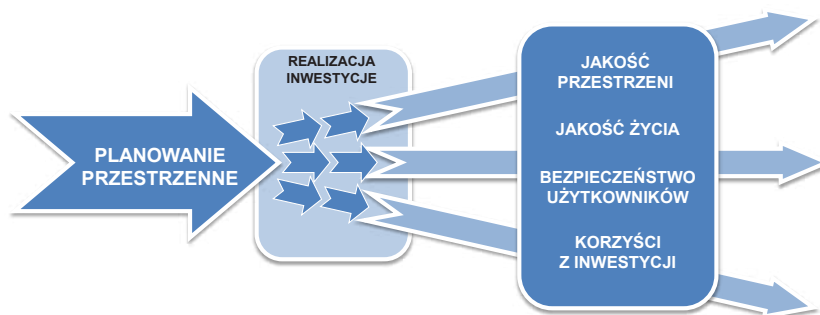 PLANOWANIE
PRZESTRZENNE
REALIZACJA
INWESTYCJE
JAKOŚĆ
PRZESTRZENI
JAKOŚĆ ŻYCIA
BEZPIECZEŃSTWO
UŻYTKOWNIKÓW
KORZYŚCI
Z INWESTYCJI